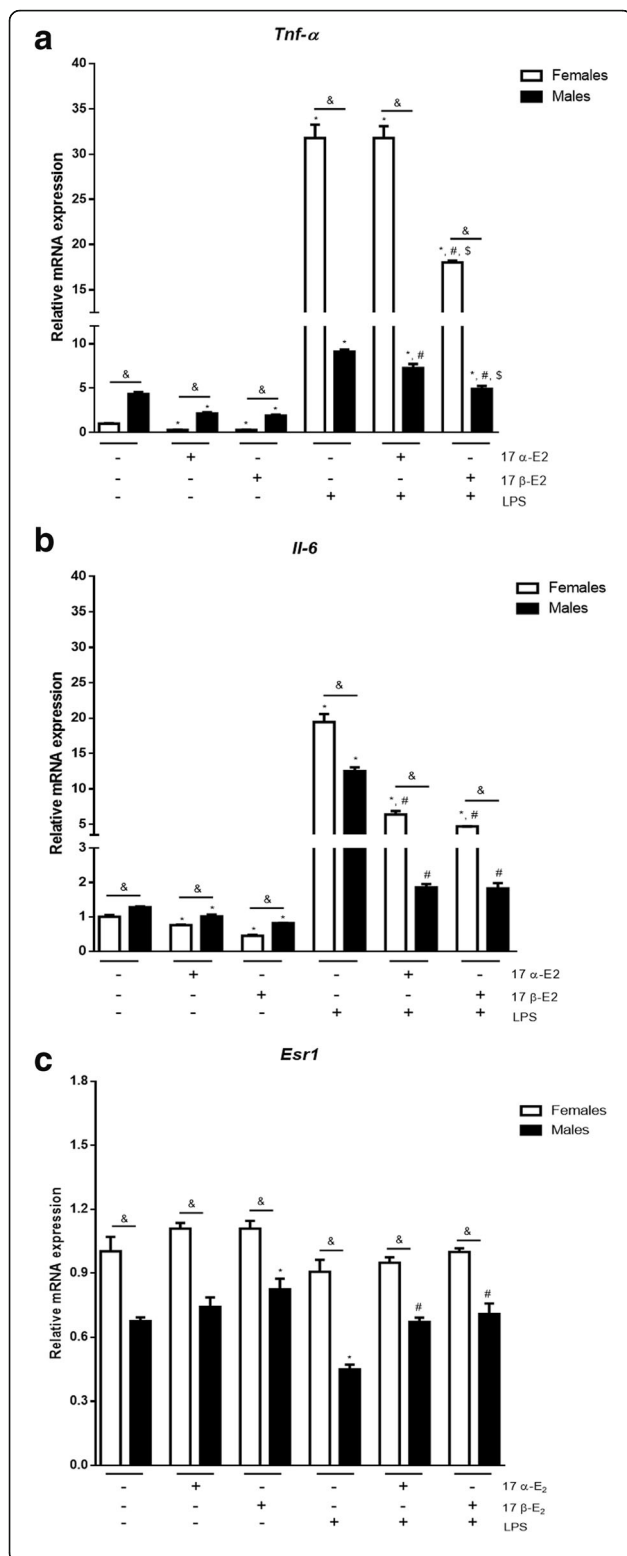 a
Tnf-α
Females
Males
Relative mRNA expression
40
35
30
25
20
15
10
5
0
& & & & & &
* * * * * * *, # *, #, $ *, #, $
- + - - + - 17 α-E2
- - + - - + 17 β-E2
- - - + + + LPS
b
Il-6
Females
Males
Relative mRNA expression
40
35
30
25
20
15
10
5
3
2
1
0
& & & & & &
* * * * * * *, # # *, # #
- + - - + - 17 α-E2
- - + - - + 17 β-E2
- - - + + + LPS
c
Esr1
Females
Males
Relative mRNA expression
1.8
1.5
1.2
0.9
0.6
0.3
0.0
& & & & & &
* * # #
- + - - + - 17 α-E₂
- - + - - + 17 β-E₂
- - - + + + LPS